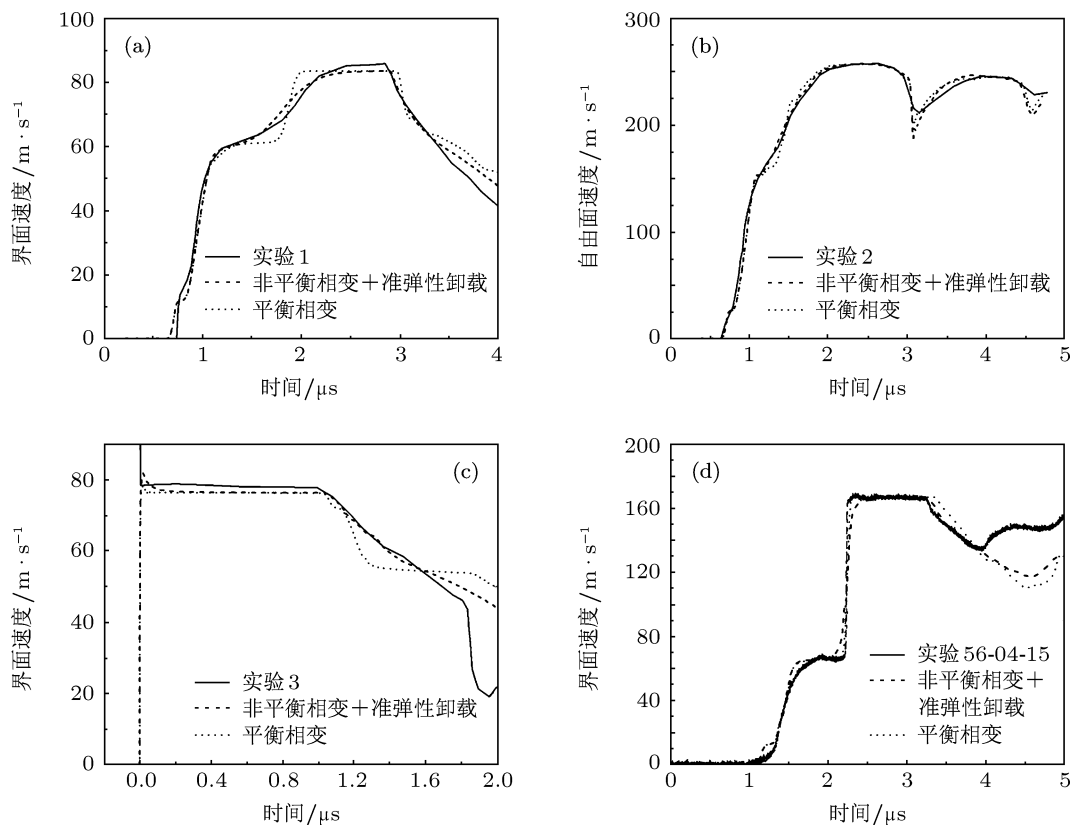 100
80
60
40
20
0
0
1
2
3
4
(a)
界面速度/m·s⁻¹
时间/μs
实验1
非平衡相变+准弹性卸载
平衡相变
300
200
100
0
0
1
2
3
4
5
(b)
自由面速度/m·s⁻¹
时间/μs
实验2
非平衡相变+准弹性卸载
平衡相变
80
60
40
20
0
0.0
0.4
0.8
1.2
1.6
2.0
(c)
界面速度/m·s⁻¹
时间/μs
实验3
非平衡相变+准弹性卸载
平衡相变
200
160
120
80
60
0
0
1
2
3
4
5
(d)
界面速度/m·s⁻¹
时间/μs
实验56-04-15
非平衡相变+
准弹性卸载
平衡相变